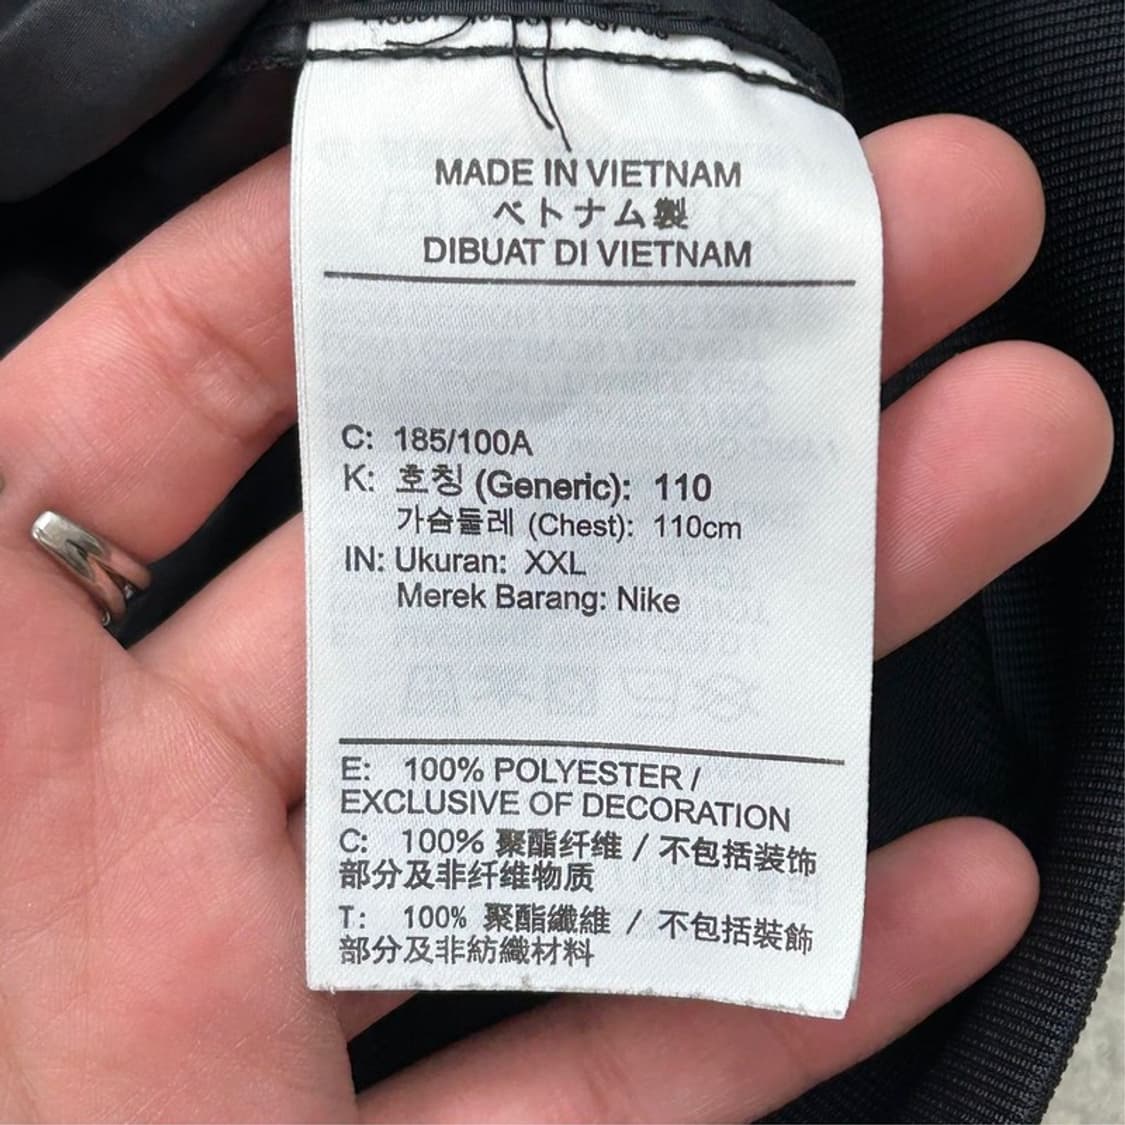 MADE IN VIETNAM
ベトナム製
DIBUAT DI VIETNAM
C: 185/100A
K: 호칭 (Generic): 110
가슴둘레 (Chest): 110cm
IN: Ukuran: XXL
Merek Barang: Nike
E: 100% POLYESTER /
EXCLUSIVE OF DECORATION
C: 100% 聚酯纤维 / 不包括装饰
部分及非纤维物质
T: 100% 聚酯纖維 / 不包括裝飾
部分及非紡織材料